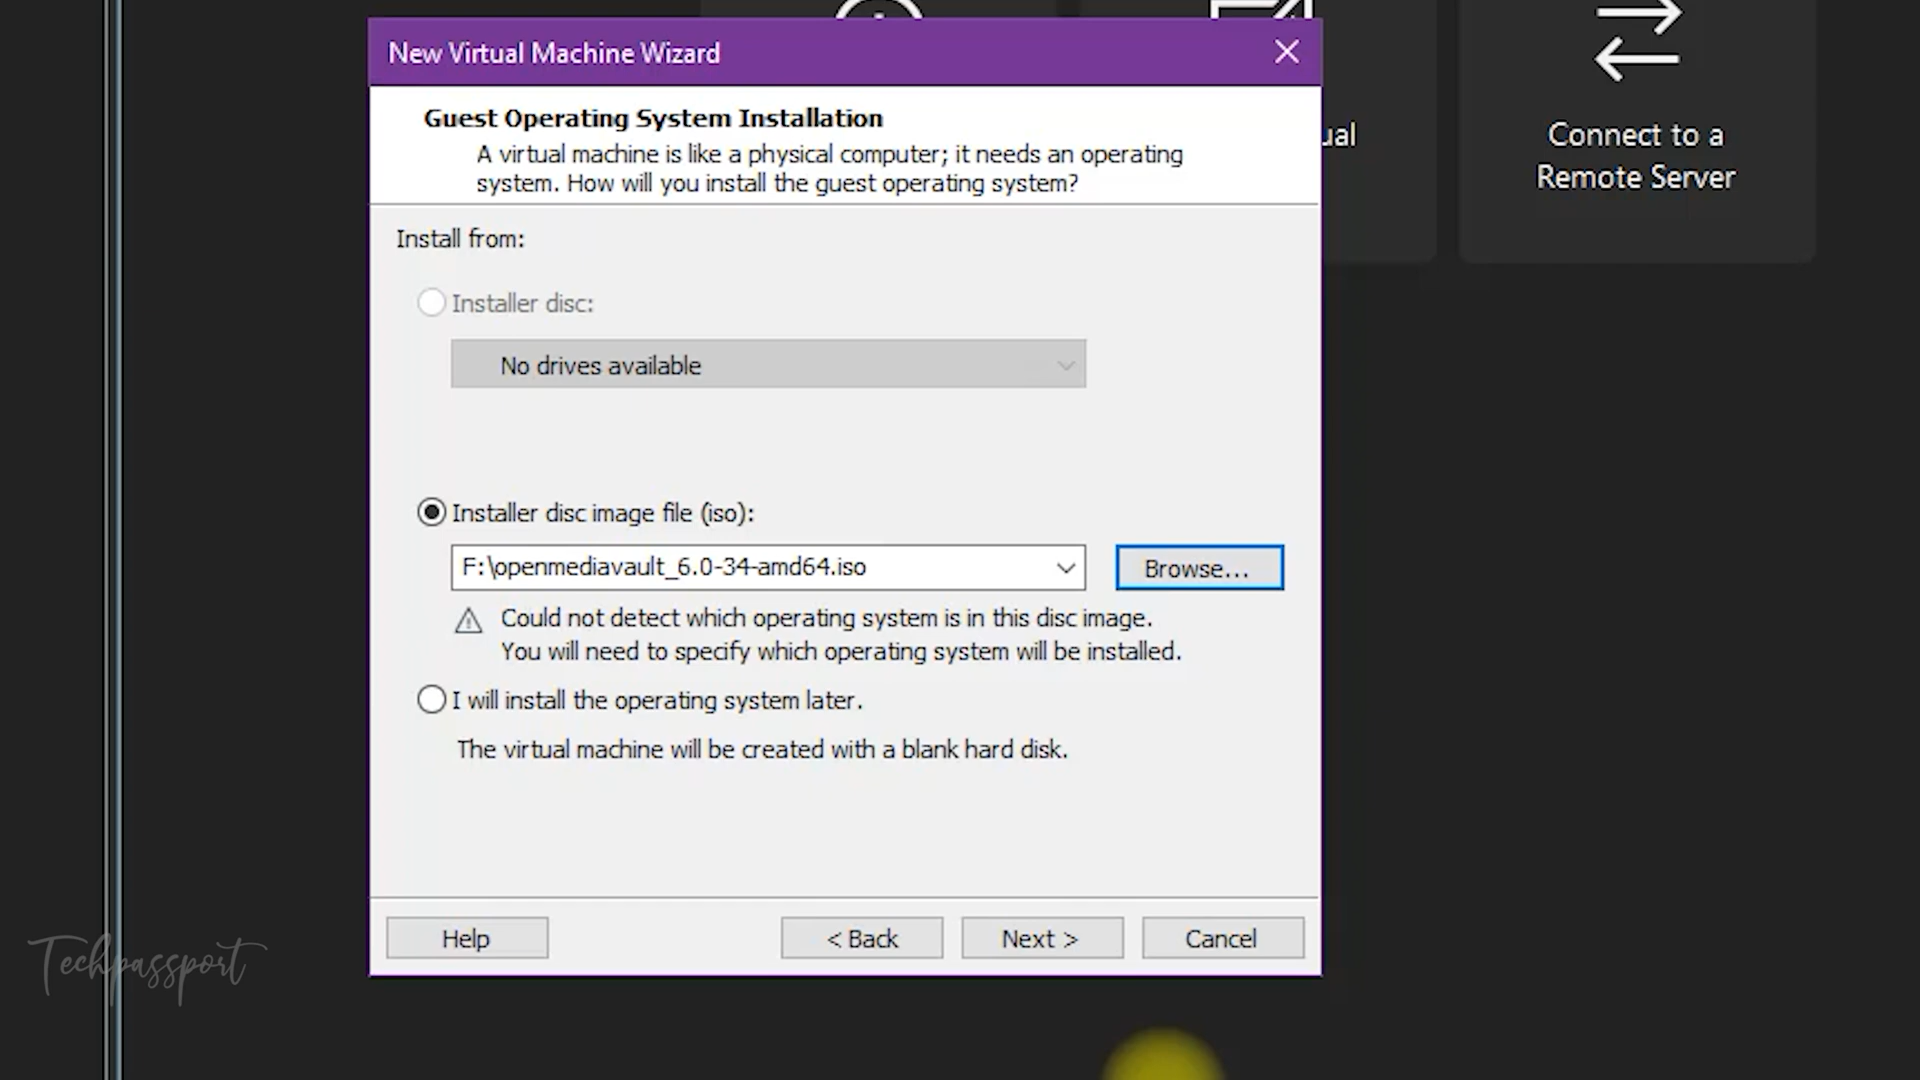 New Virtual Machine Wizard
Guest Operating System Installation
A virtual machine is like a physical computer; it needs an operating
system. How will you install the guest operating system?
Install from:
Installer disc:
No drives available
Installer disc image file (iso):
F:\openmediavault_6.0-34-amd64.iso
Browse...
Could not detect which operating system is in this disc image.
You will need to specify which operating system will be installed.
I will install the operating system later.
The virtual machine will be created with a blank hard disk.
Help
< Back
Next >
Cancel
Connect to a
Remote Server
Techpassport